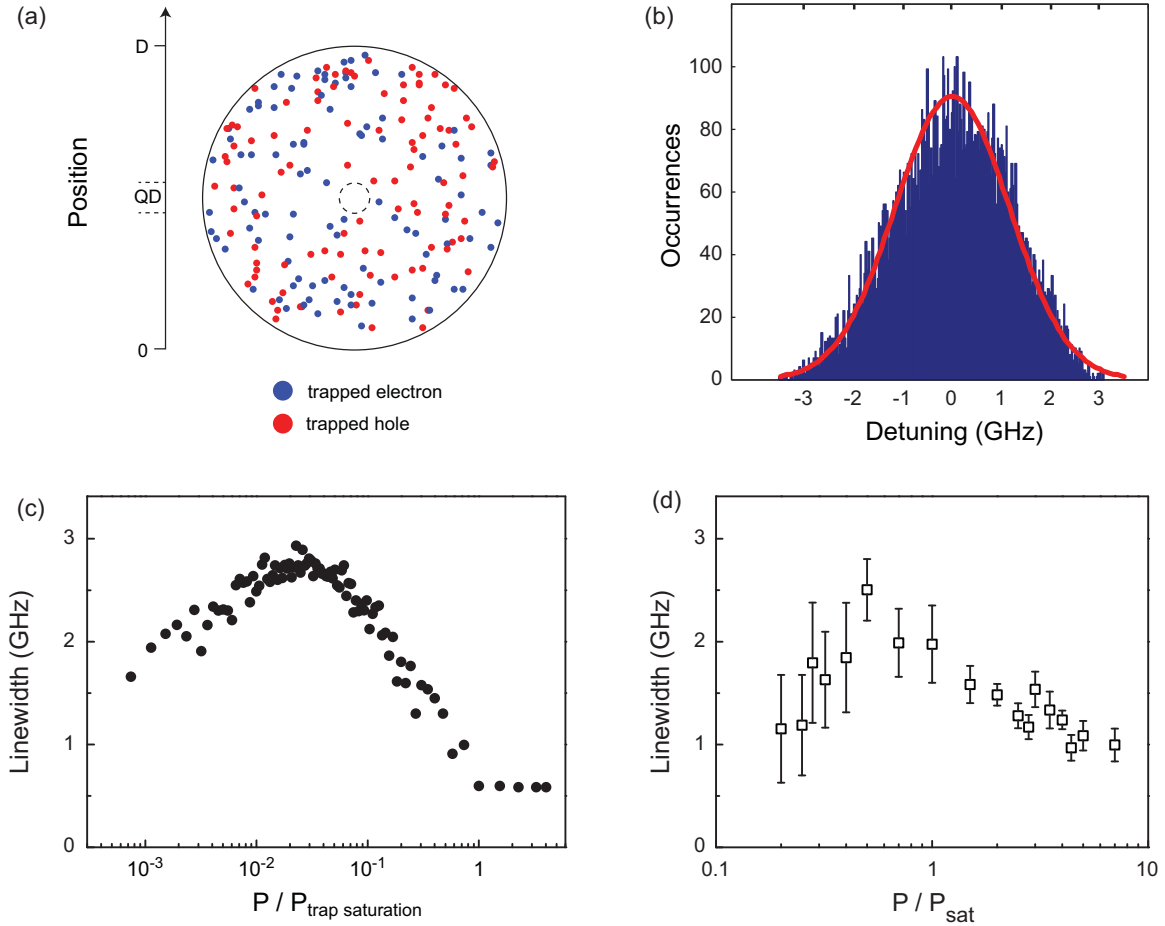 (a)
D
QD
0
Position
trapped electron
trapped hole
(b)
100
80
60
40
20
0
Occurrences
-3 -2 -1 0 1 2 3
Detuning (GHz)
(c)
3
2
1
0
Linewidth (GHz)
10-3 10-2 10-1 1
P / Ptrap saturation
(d)
3
2
1
0
Linewidth (GHz)
0.1 1 10
P / Psat